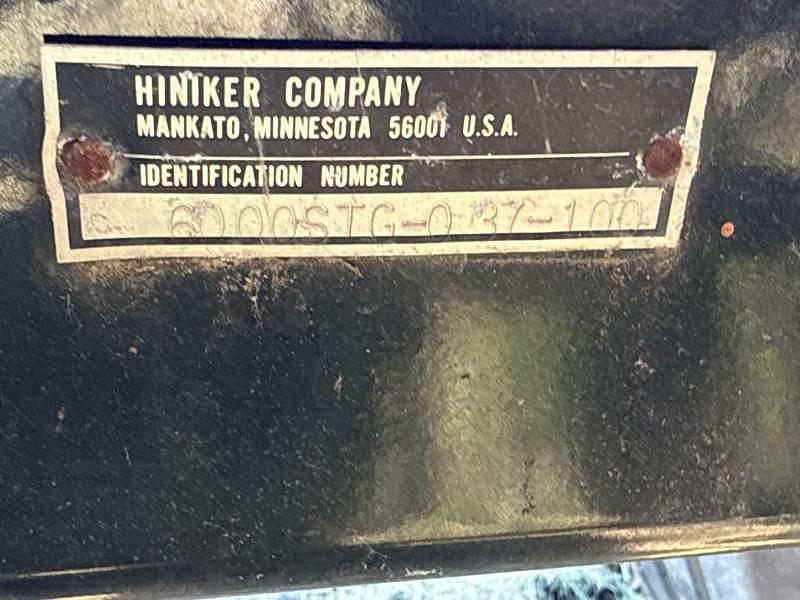 HINIKER COMPANY
MANKATO, MINNESOTA 56001 U.S.A.
IDENTIFICATION NUMBER
6000STG-037-100